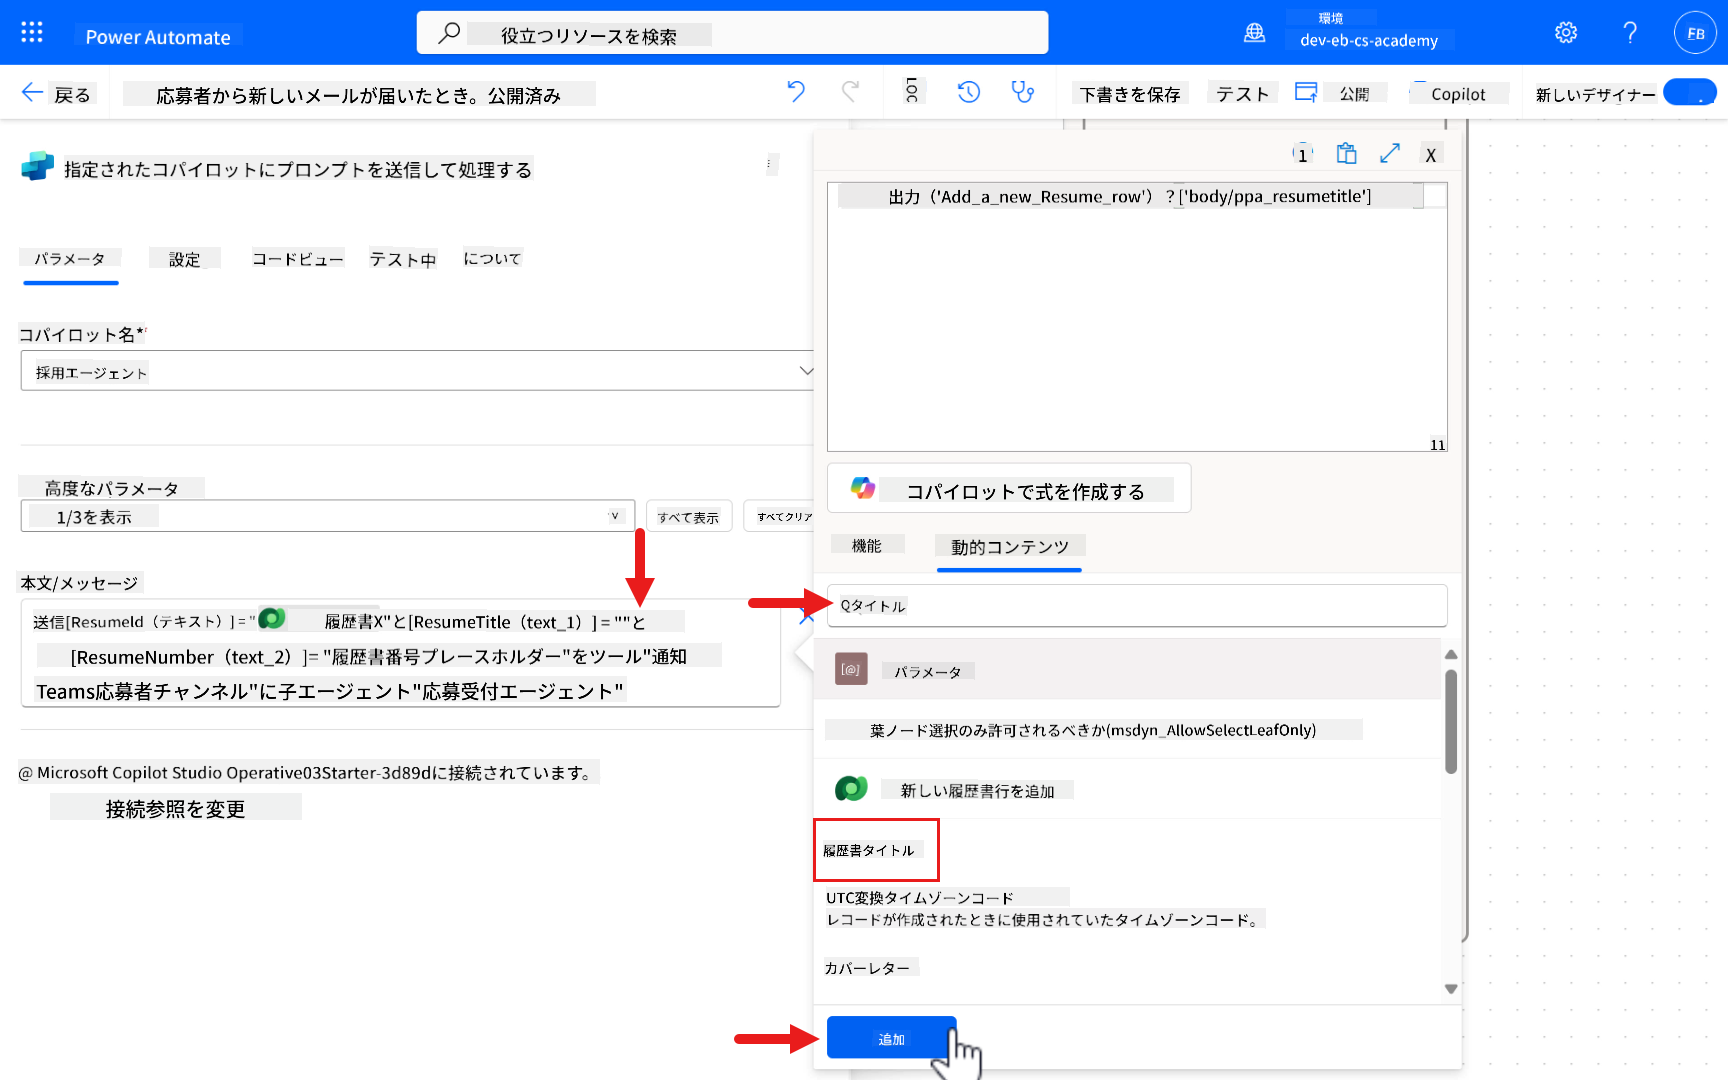 Power Automate
役立つリソースを検索
環境
dev-eb-cs-academy
FB
戻る
応募者から新しいメールが届いたとき。公開済み
下書きを保存
テスト
公開
Copilot
新しいデザイナー
指定されたコパイロットにプロンプトを送信して処理する
パラメータ
設定
コードビュー
テスト中
について
コパイロット名*
採用エージェント
高度なパラメータ
1/3を表示
すべて表示
すべてクリア
本文/メッセージ
送信[ResumeId（テキスト）] = "履歴書X"と[ResumeTitle（text_1）] = ""と
[ResumeNumber（text_2）]= "履歴書番号プレースホルダー"をツール"通知
Teams応募者チャンネル"に子エージェント"応募受付エージェント"
@ Microsoft Copilot Studio Operative03Starter-3d89dに接続されています。
接続参照を変更
1
X
出力（'Add_a_new_Resume_row'）？['body/ppa_resumetitle']
11
コパイロットで式を作成する
機能
動的コンテンツ
Qタイトル
[@]
パラメータ
葉ノード選択のみ許可されるべきか(msdyn_AllowSelectLeafOnly)
新しい履歴書行を追加
履歴書タイトル
UTC変換タイムゾーンコード
レコードが作成されたときに使用されていたタイムゾーンコード。
カバーレター
追加